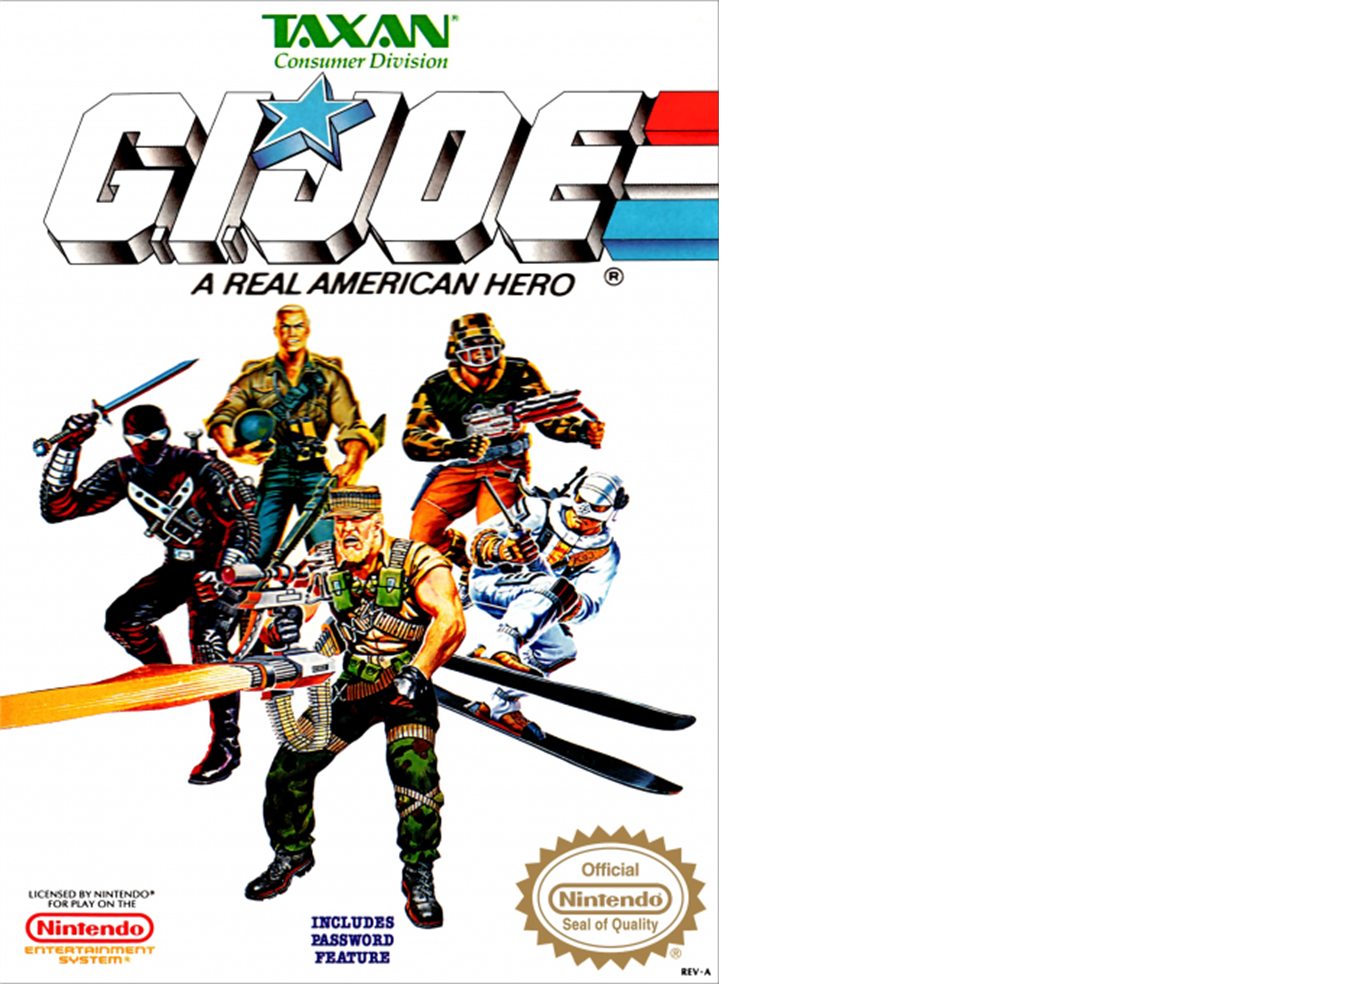 TAXAN®
Consumer Division
G.I.JOE
A REAL AMERICAN HERO ®
LICENSED BY NINTENDO®
FOR PLAY ON THE
Nintendo
ENTERTAINMENT
SYSTEM®
INCLUDES
PASSWORD
FEATURE
Official
Nintendo
Seal of Quality
®
REV-A